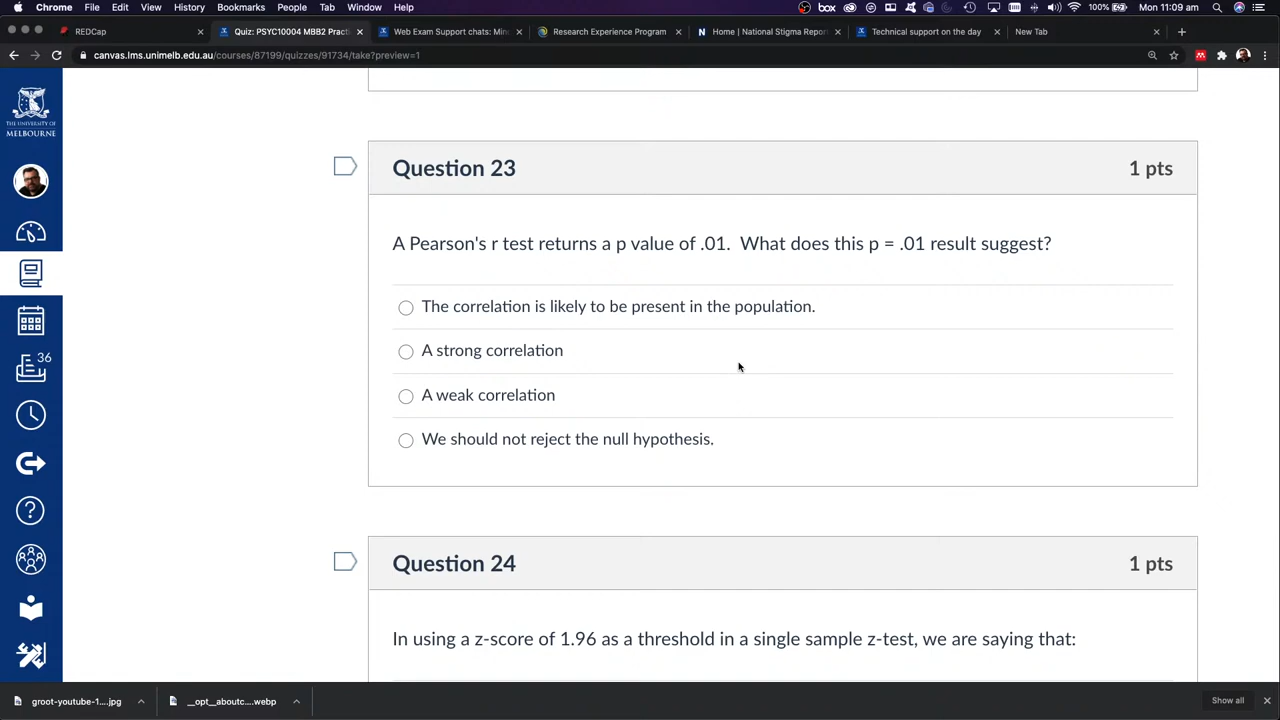 Chrome File Edit View History Bookmarks People Tab Window Help box 100% Mon 11:09 am
REDCap Quiz: PSYC10004 MBB2 Practi Web Exam Support chats: Min Research Experience Program Home | National Stigma Report Technical support on the day New Tab
canvas.lms.unimelb.edu.au/courses/87199/quizzes/91734/take?preview=1
THE UNIVERSITY OF
MELBOURNE
Question 23 1 pts
A Pearson's r test returns a p value of .01. What does this p = .01 result suggest?
The correlation is likely to be present in the population.
A strong correlation
36
A weak correlation
We should not reject the null hypothesis.
Question 24 1 pts
In using a z-score of 1.96 as a threshold in a single sample z-test, we are saying that:
groot-youtube-1....jpg __opt__aboutc....webp Show all